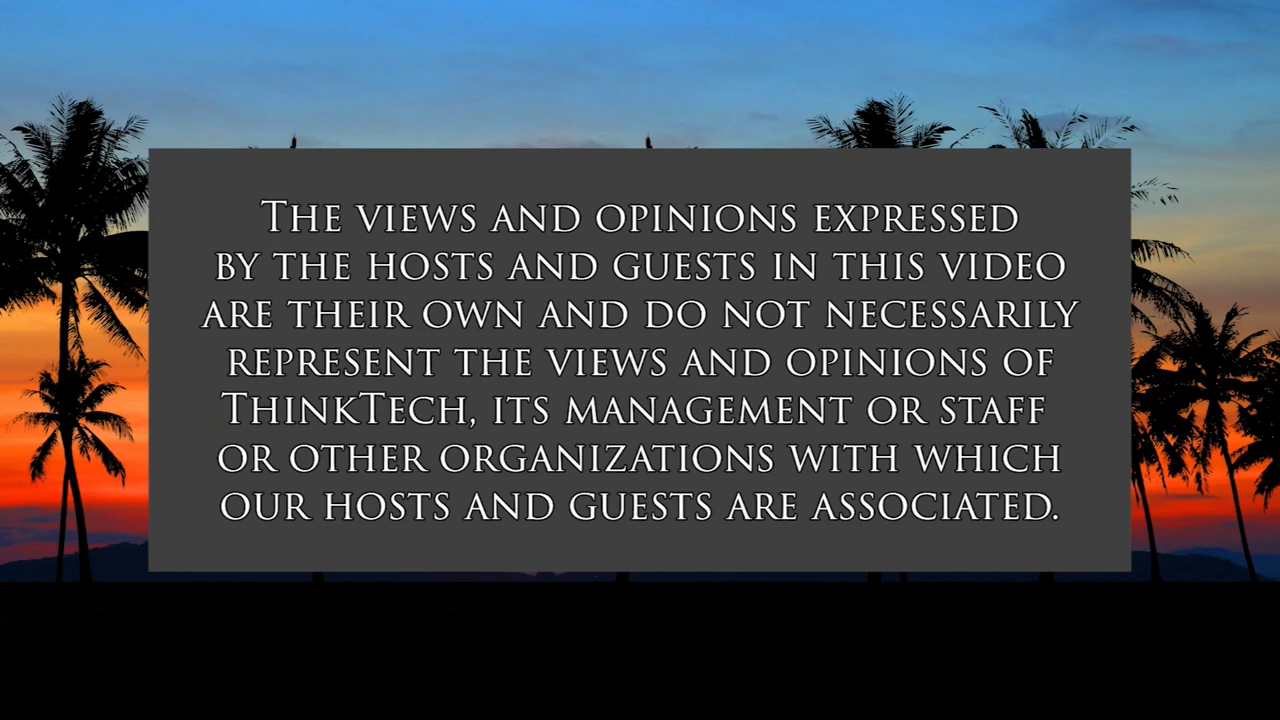 The views and opinions expressed
by the hosts and guests in this video
are their own and do not necessarily
represent the views and opinions of
ThinkTech, its management or staff
or other organizations with which
our hosts and guests are associated.